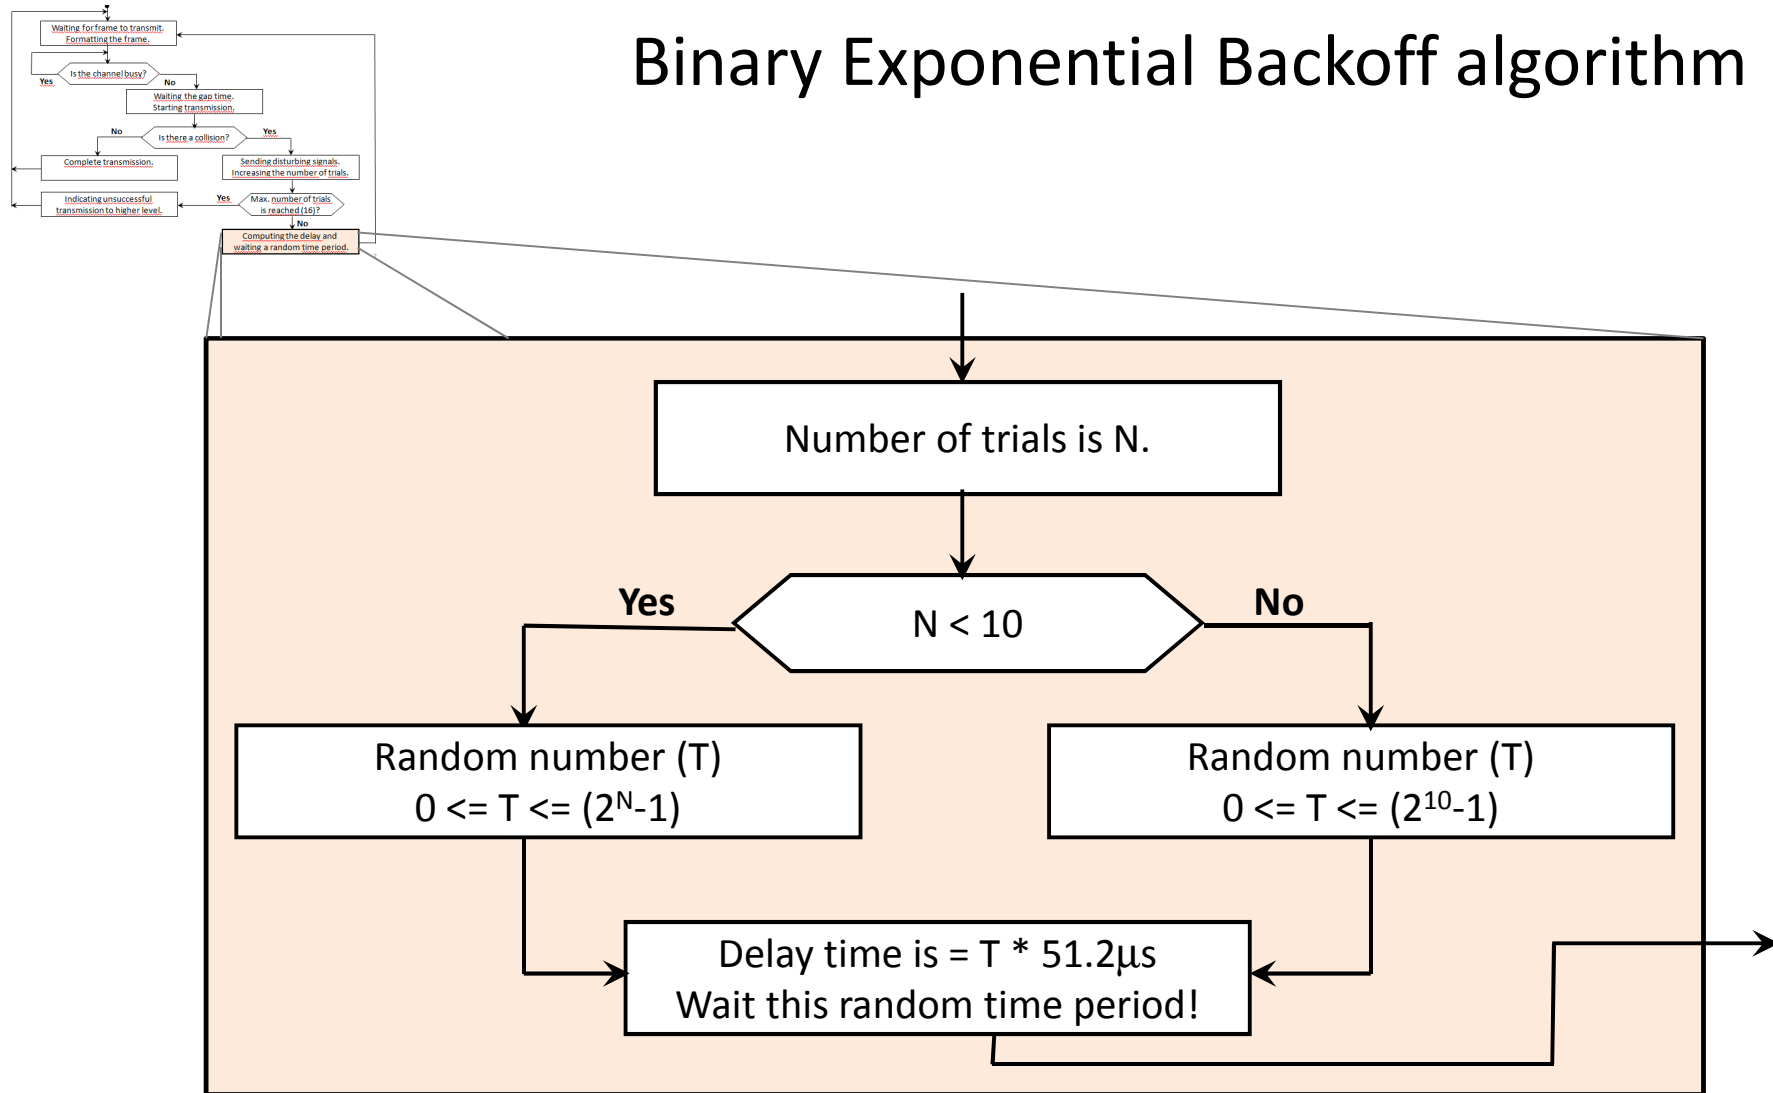 Binary Exponential Backoff algorithm
Waiting for frame to transmit.
Formatting the frame.
Is the channel busy?
Yes
No
Waiting the gap time.
Starting transmission.
No
Is there a collision?
Yes
Complete transmission.
Sending disturbing signals.
Increasing the number of trials.
Indicating unsuccessful
transmission to higher level.
Yes
Max. number of trials
is reached (16)?
No
Computing the delay and
waiting a random time period.
Number of trials is N.
Yes
N < 10
No
Random number (T)
0 <= T <= (2ᴺ-1)
Random number (T)
0 <= T <= (2¹⁰-1)
Delay time is = T * 51.2μs
Wait this random time period!